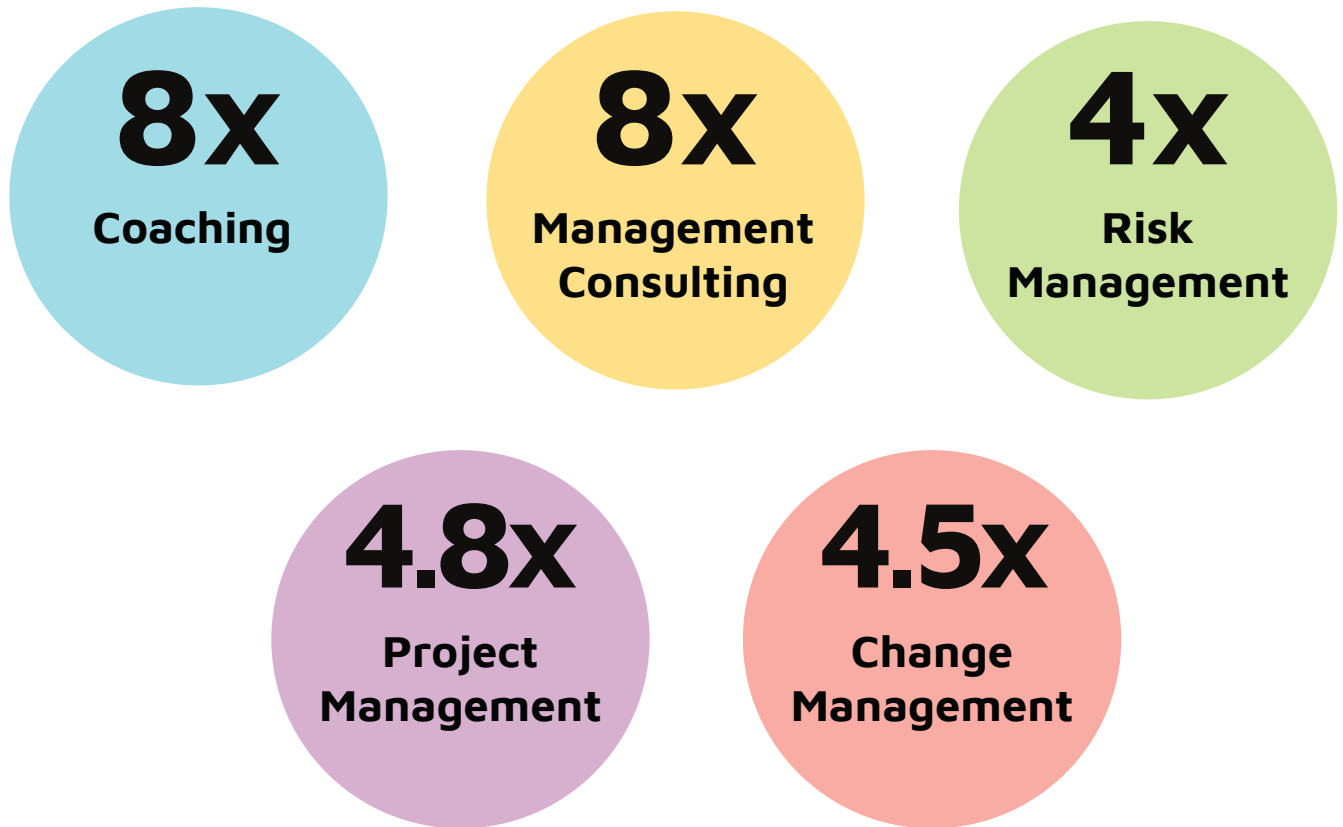 8x
Coaching
8x
Management
Consulting
4x
Risk
Management
4.8x
Project
Management
4.5x
Change
Management